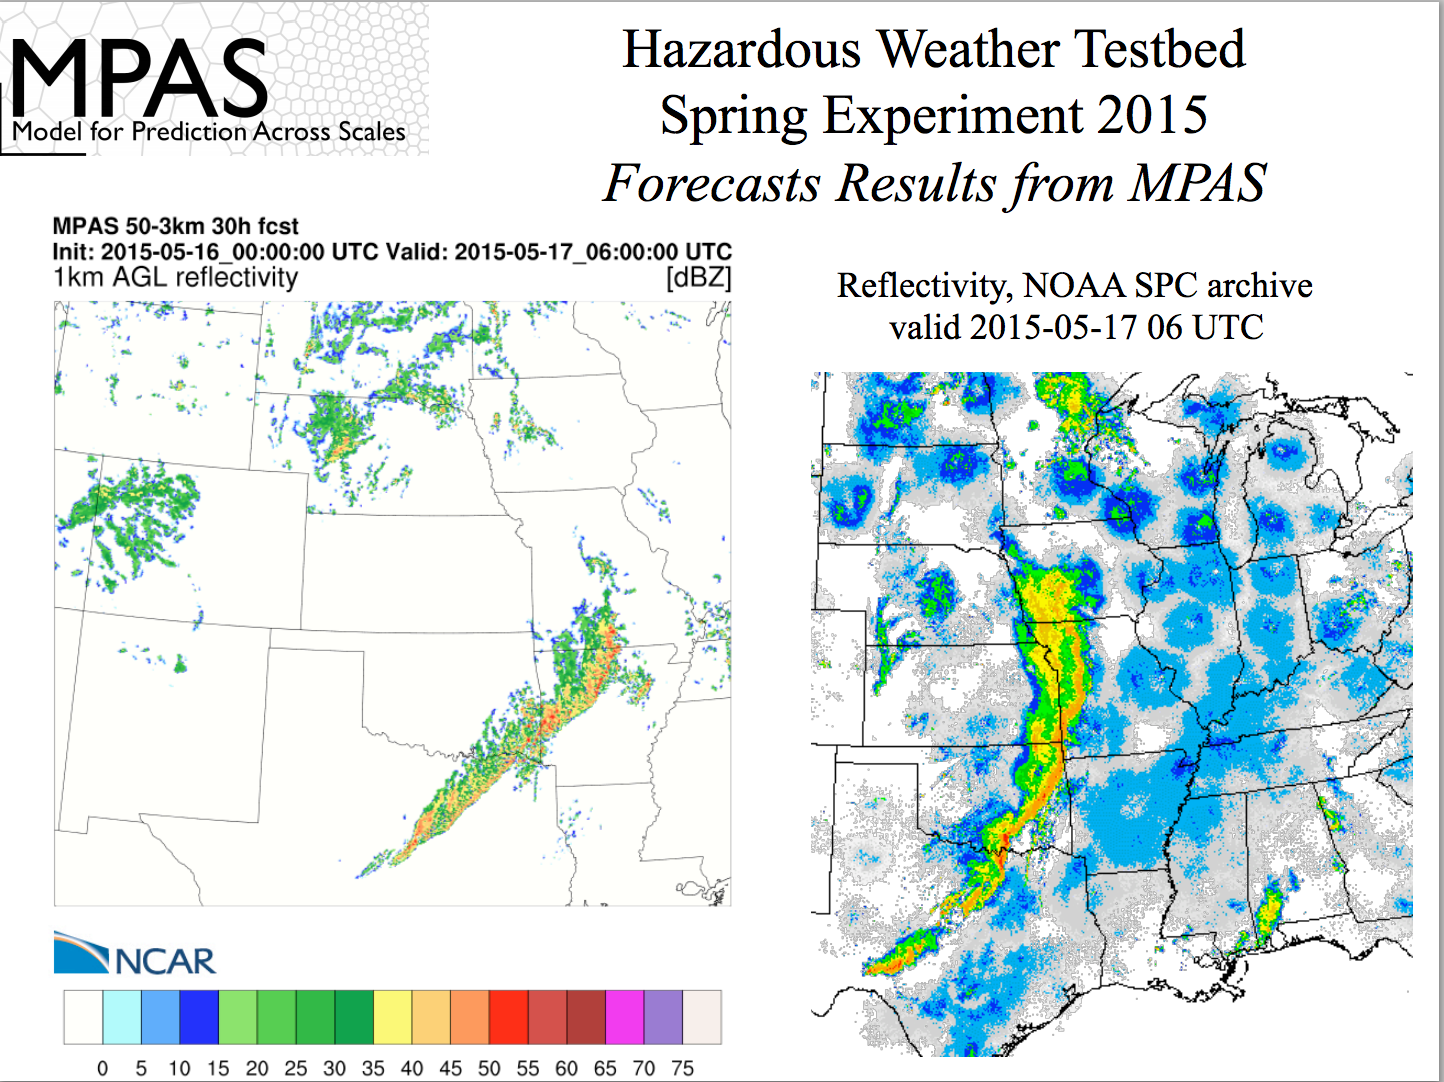 MPAS
Model for Prediction Across Scales
Hazardous Weather Testbed
Spring Experiment 2015
Forecasts Results from MPAS
MPAS 50-3km 30h fcst
Init: 2015-05-16_00:00:00 UTC Valid: 2015-05-17_06:00:00 UTC
1km AGL reflectivity [dBZ]
Reflectivity, NOAA SPC archive
valid 2015-05-17 06 UTC
NCAR
0 5 10 15 20 25 30 35 40 45 50 55 60 65 70 75